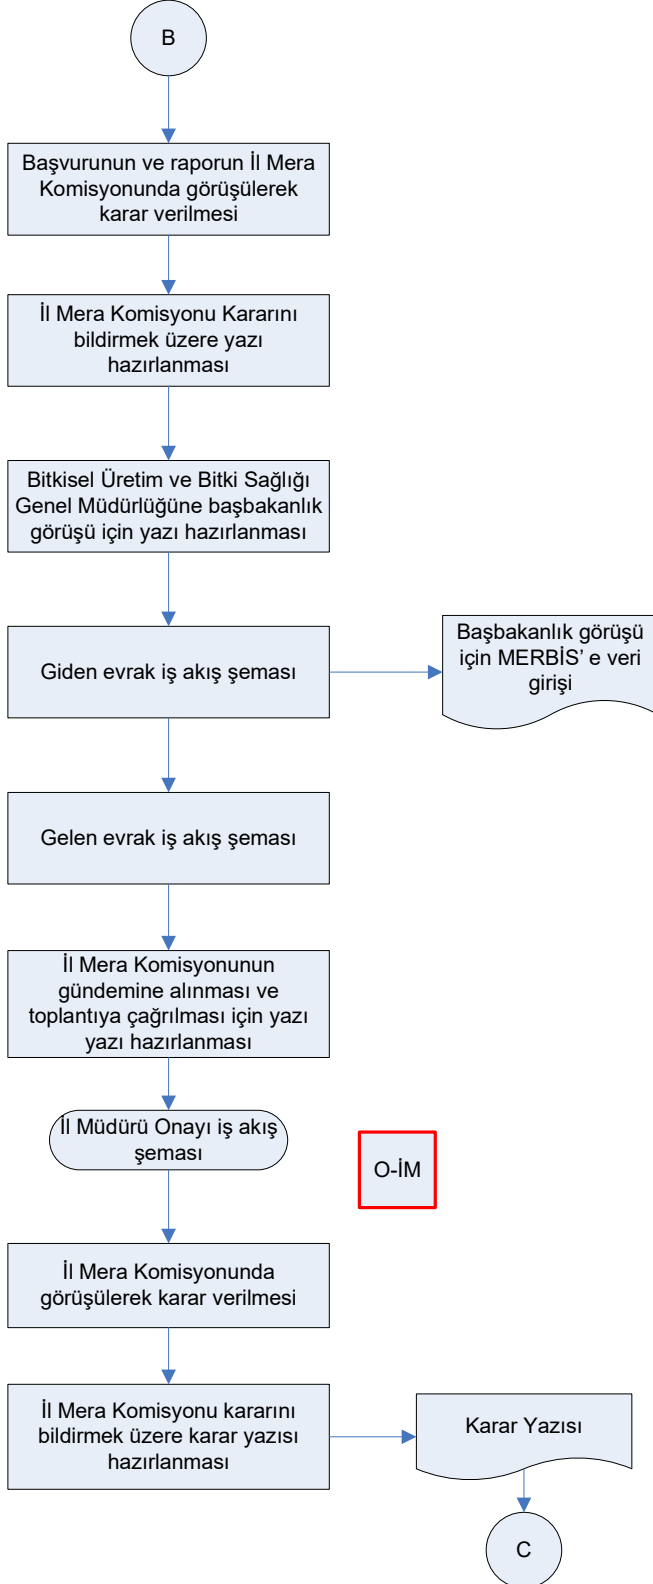 B
Başvurunun ve raporun İl Mera
Komisyonunda görüşülerek
karar verilmesi
İl Mera Komisyonu Kararını
bildirmek üzere yazı
hazırlanması
Bitkisel Üretim ve Bitki Sağlığı
Genel Müdürlüğüne başbakanlık
görüşü için yazı hazırlanması
Giden evrak iş akış şeması
Başbakanlık görüşü
için MERBİS’ e veri
girişi
Gelen evrak iş akış şeması
İl Mera Komisyonunun
gündemine alınması ve
toplantıya çağrılması için yazı
yazı hazırlanması
İl Müdürü Onayı iş akış
şeması
O-İM
İl Mera Komisyonunda
görüşülerek karar verilmesi
İl Mera Komisyonu kararını
bildirmek üzere karar yazısı
hazırlanması
Karar Yazısı
C